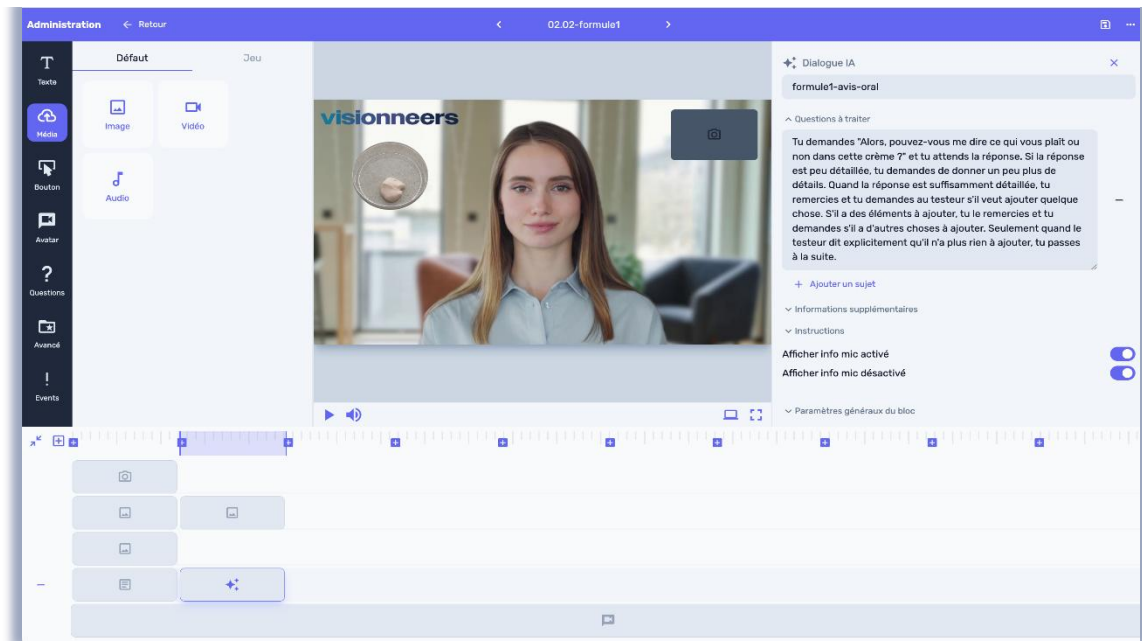 Administration
Retour
02.02-formule1
Texte
Média
Bouton
Avatar
Questions
Avancé
Events
Défaut
Jeu
Image
Vidéo
Audio
visionneers
Dialogue IA
formule1-avis-oral
Questions à traiter
Tu demandes "Alors, pouvez-vous me dire ce qui vous plaît ou
non dans cette crème ?" et tu attends la réponse. Si la réponse
est peu détaillée, tu demandes de donner un peu plus de
détails. Quand la réponse est suffisamment détaillée, tu
remercies et tu demandes au testeur s'il veut ajouter quelque
chose. S'il a des éléments à ajouter, tu le remercies et tu
demandes s'il a d'autres choses à ajouter. Seulement quand le
testeur dit explicitement qu'il n'a plus rien à ajouter, tu passes
à la suite.
+ Ajouter un sujet
Informations supplémentaires
Instructions
Afficher info mic activé
Afficher info mic désactivé
Paramètres généraux du bloc